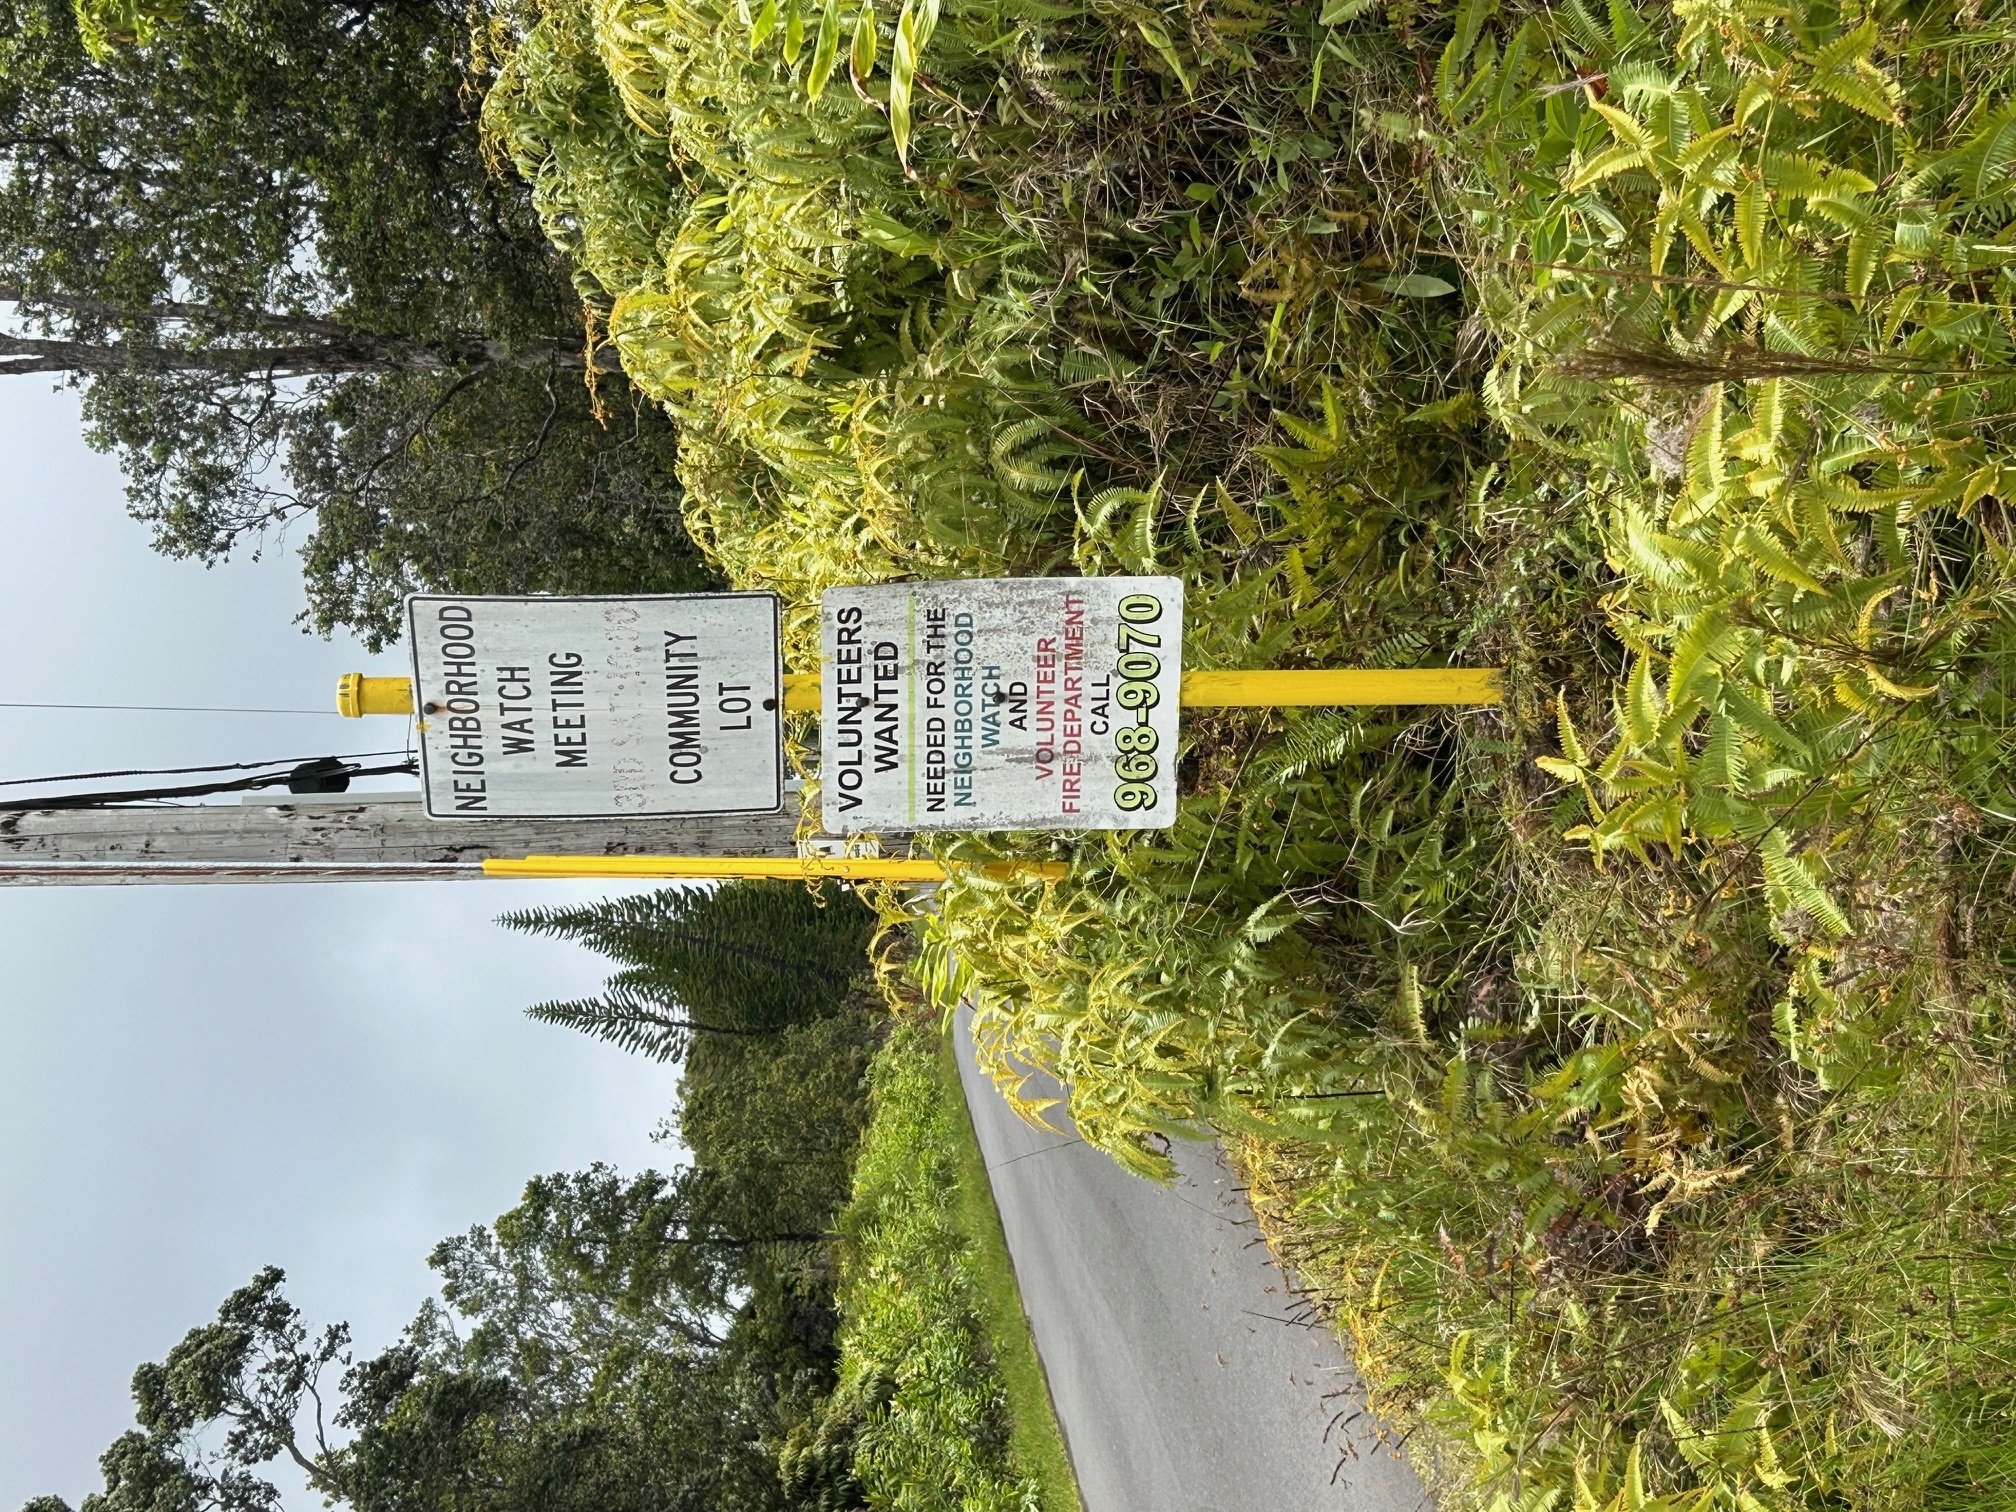 NEIGHBORHOOD
WATCH
MEETING
COMMUNITY
LOT
VOLUNTEERS
WANTED
NEEDED FOR THE
NEIGHBORHOOD
WATCH
AND
VOLUNTEER
FIRE DEPARTMENT
CALL
968-9070